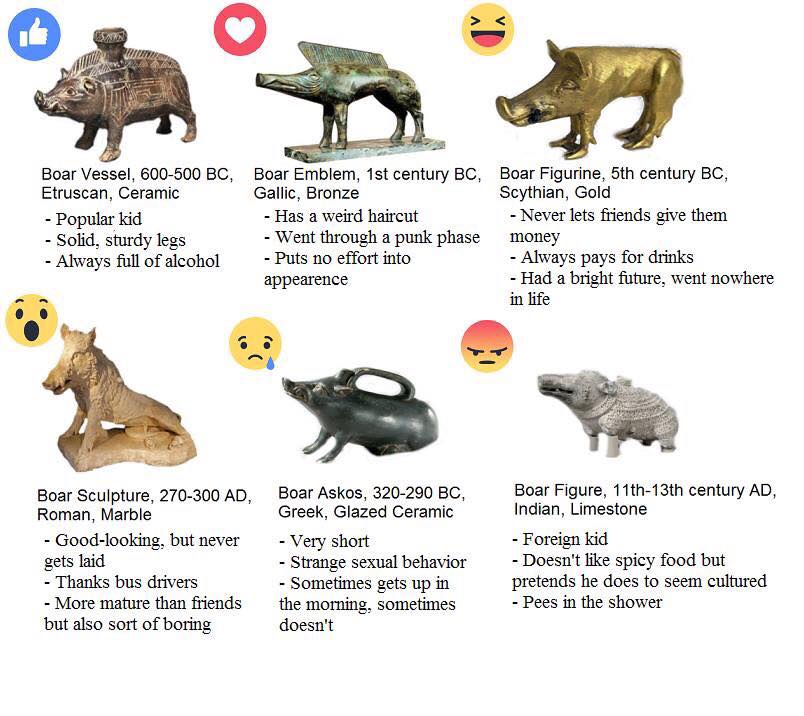 Boar Vessel, 600-500 BC,
Etruscan, Ceramic
- Popular kid
- Solid, sturdy legs
- Always full of alcohol
Boar Emblem, 1st century BC,
Gallic, Bronze
- Has a weird haircut
- Went through a punk phase
- Puts no effort into
appearence
Boar Figurine, 5th century BC,
Scythian, Gold
- Never lets friends give them
money
- Always pays for drinks
- Had a bright future, went nowhere
in life
Boar Sculpture, 270-300 AD,
Roman, Marble
- Good-looking, but never
gets laid
- Thanks bus drivers
- More mature than friends
but also sort of boring
Boar Askos, 320-290 BC,
Greek, Glazed Ceramic
- Very short
- Strange sexual behavior
- Sometimes gets up in
the morning, sometimes
doesn't
Boar Figure, 11th-13th century AD,
Indian, Limestone
- Foreign kid
- Doesn't like spicy food but
pretends he does to seem cultured
- Pees in the shower